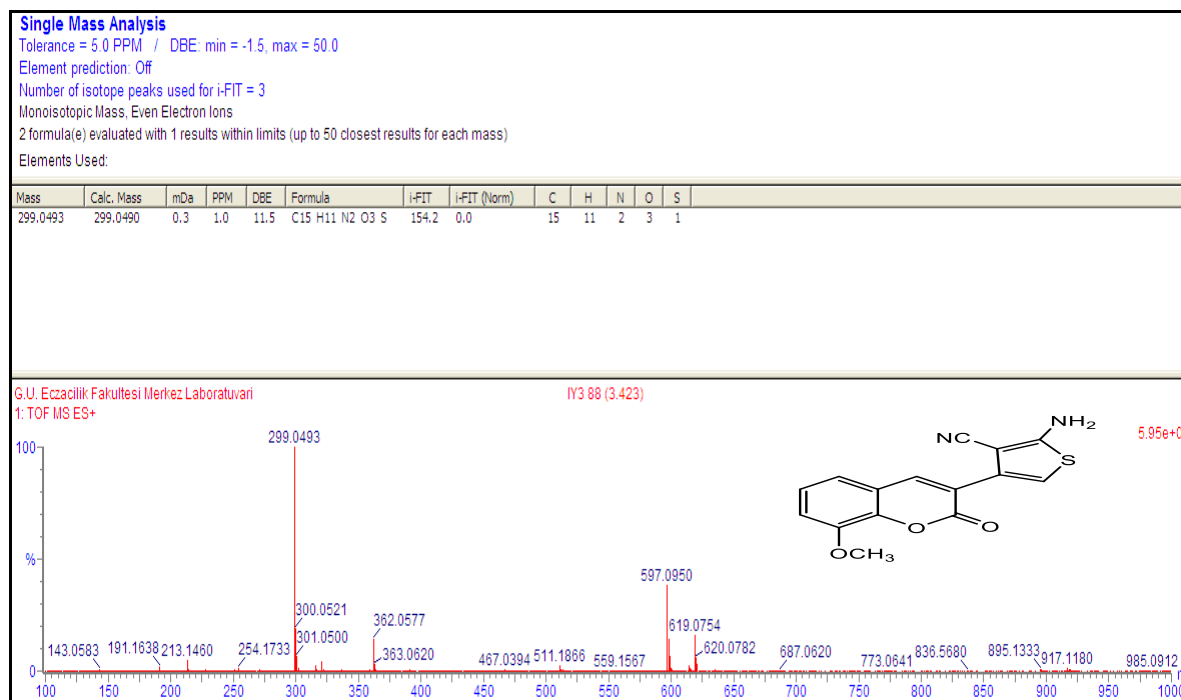 Single Mass Analysis
Tolerance = 5.0 PPM / DBE: min = -1.5, max = 50.0
Element prediction: Off
Number of isotope peaks used for i-FIT = 3
Monoisotopic Mass, Even Electron Ions
2 formula(e) evaluated with 1 results within limits (up to 50 closest results for each mass)
Elements Used:
Mass Calc. Mass mDa PPM DBE Formula i-FIT i-FIT (Norm) C H N O S
299.0493 299.0490 0.3 1.0 11.5 C15 H11 N2 O3 S 154.2 0.0 15 11 2 3 1
G.U. Eczacilik Fakultesi Merkez Laboratuvari IY3 88 (3.423)
1: TOF MS ES+
5.95e+0
100
%
0
299.0493
300.0521
301.0500
143.0583
191.1638
213.1460
254.1733
362.0577
363.0620
467.0394
511.1866
559.1567
597.0950
619.0754
620.0782
687.0620
773.0641
836.5680
895.1333
917.1180
985.0912
NC
NH2
S
O
O
OCH3
100 150 200 250 300 350 400 450 500 550 600 650 700 750 800 850 900 950 100